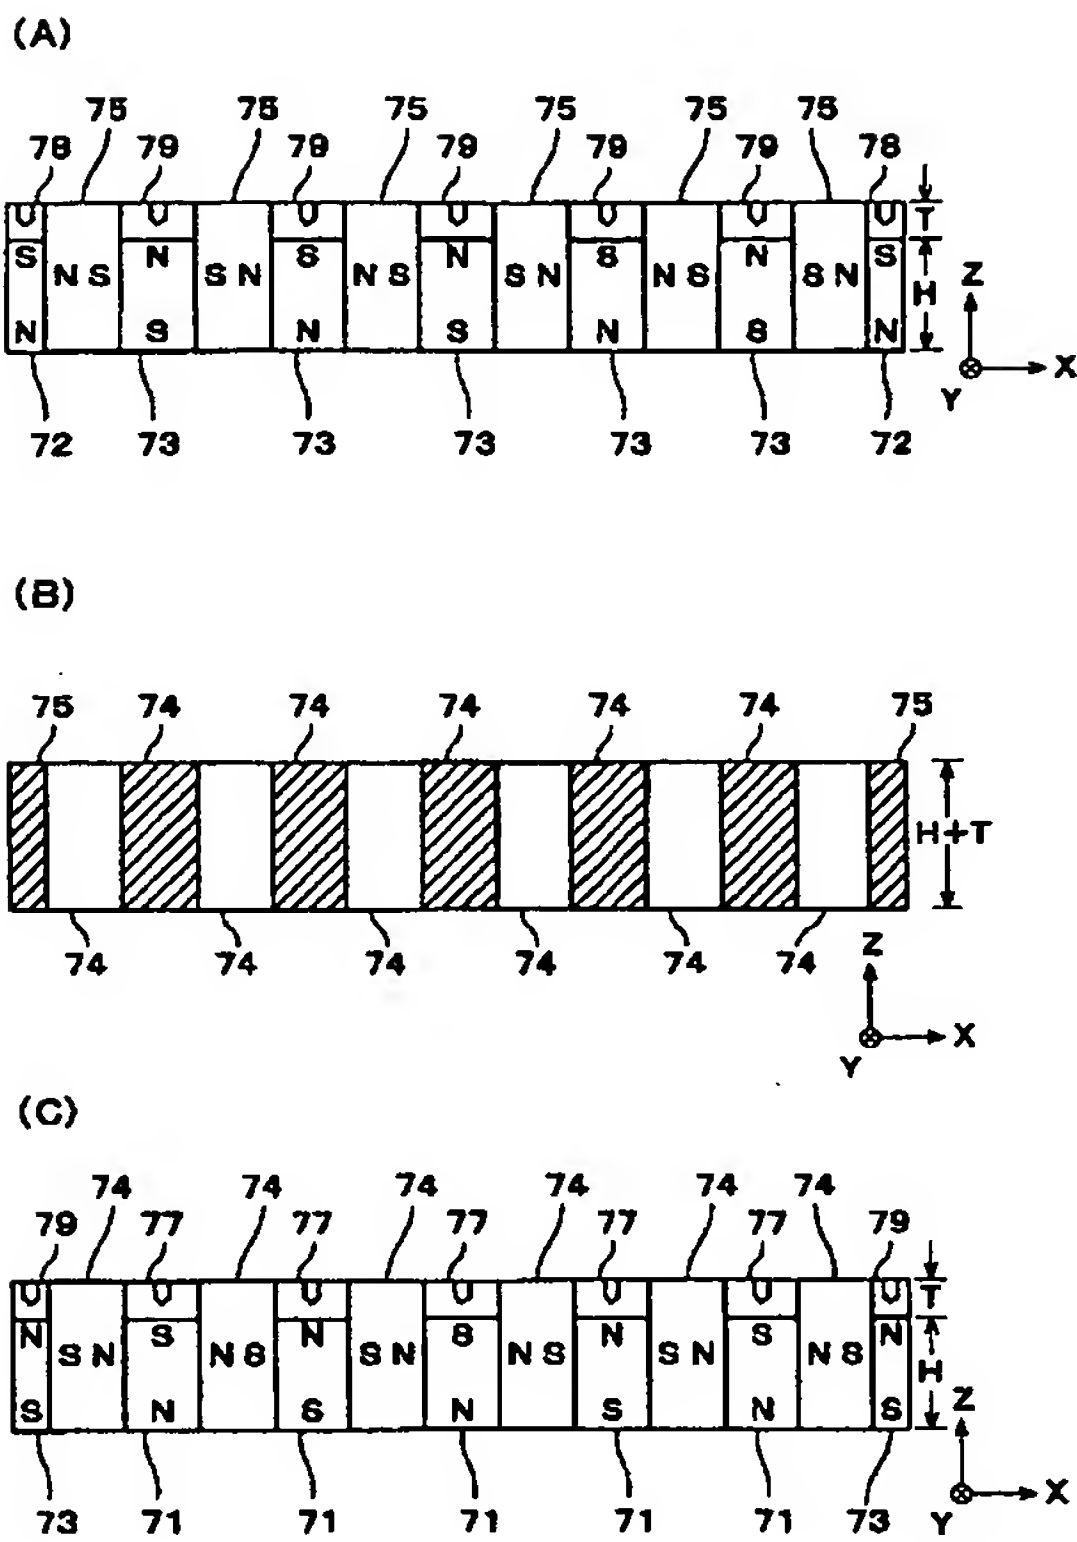 (A)
75 75 75 75 75 75
78 79 79 79 79 79 78
T
S N S N S N S
N S S N N S S N N S S N
H
Z
N S N S N S N
X
Y
72 73 73 73 73 73 72
(B)
75 74 74 74 74 74 75
H+T
74 74 74 74 74 74
Z
X
Y
(C)
74 74 74 74 74 74
79 77 77 77 77 77 79
T
N S N S N S N
S N N S S N N S S N N S
H
Z
S N S N S N S
X
Y
73 71 71 71 71 71 73